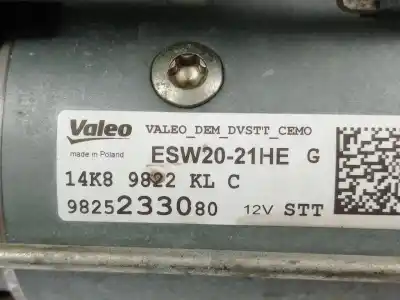 Valeo VALEO_DEM_DVSTT_CEMO
made in Poland ESW20-21HE G
14K8 9822 KL C
9825233080 12V STT